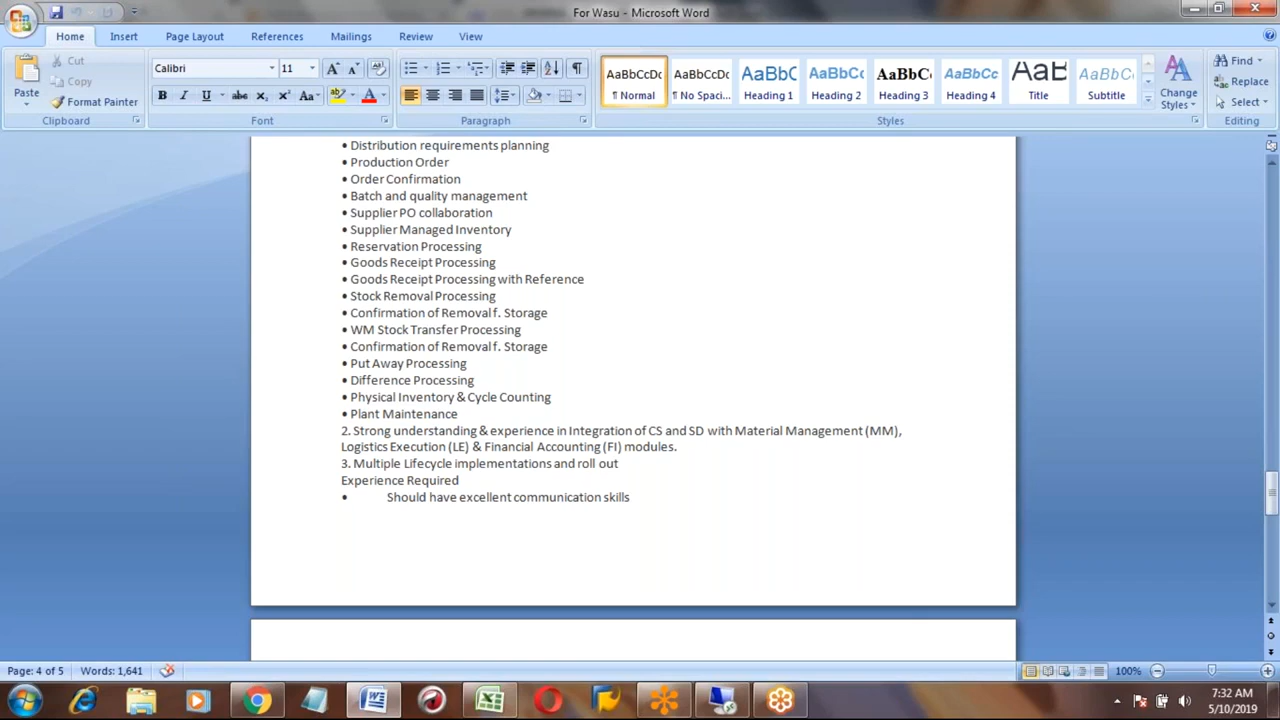 For Wasu - Microsoft Word
Home Insert Page Layout References Mailings Review View
Cut
Copy
Format Painter
Paste
Clipboard
Calibri 11
Font
Paragraph
AaBbCcDc AaBbCcDc AaBbC AaBbCc AaBbC AaBbCc AaB AaBbCc
¶ Normal ¶ No Spaci... Heading 1 Heading 2 Heading 3 Heading 4 Title Subtitle
Change
Styles
Styles
Find
Replace
Select
Editing
• Distribution requirements planning
• Production Order
• Order Confirmation
• Batch and quality management
• Supplier PO collaboration
• Supplier Managed Inventory
• Reservation Processing
• Goods Receipt Processing
• Goods Receipt Processing with Reference
• Stock Removal Processing
• Confirmation of Removal f. Storage
• WM Stock Transfer Processing
• Confirmation of Removal f. Storage
• Put Away Processing
• Difference Processing
• Physical Inventory & Cycle Counting
• Plant Maintenance
2. Strong understanding & experience in Integration of CS and SD with Material Management (MM),
Logistics Execution (LE) & Financial Accounting (FI) modules.
3. Multiple Lifecycle implementations and roll out
Experience Required
• Should have excellent communication skills
Page: 4 of 5 Words: 1,641 100%
7:32 AM
5/10/2019